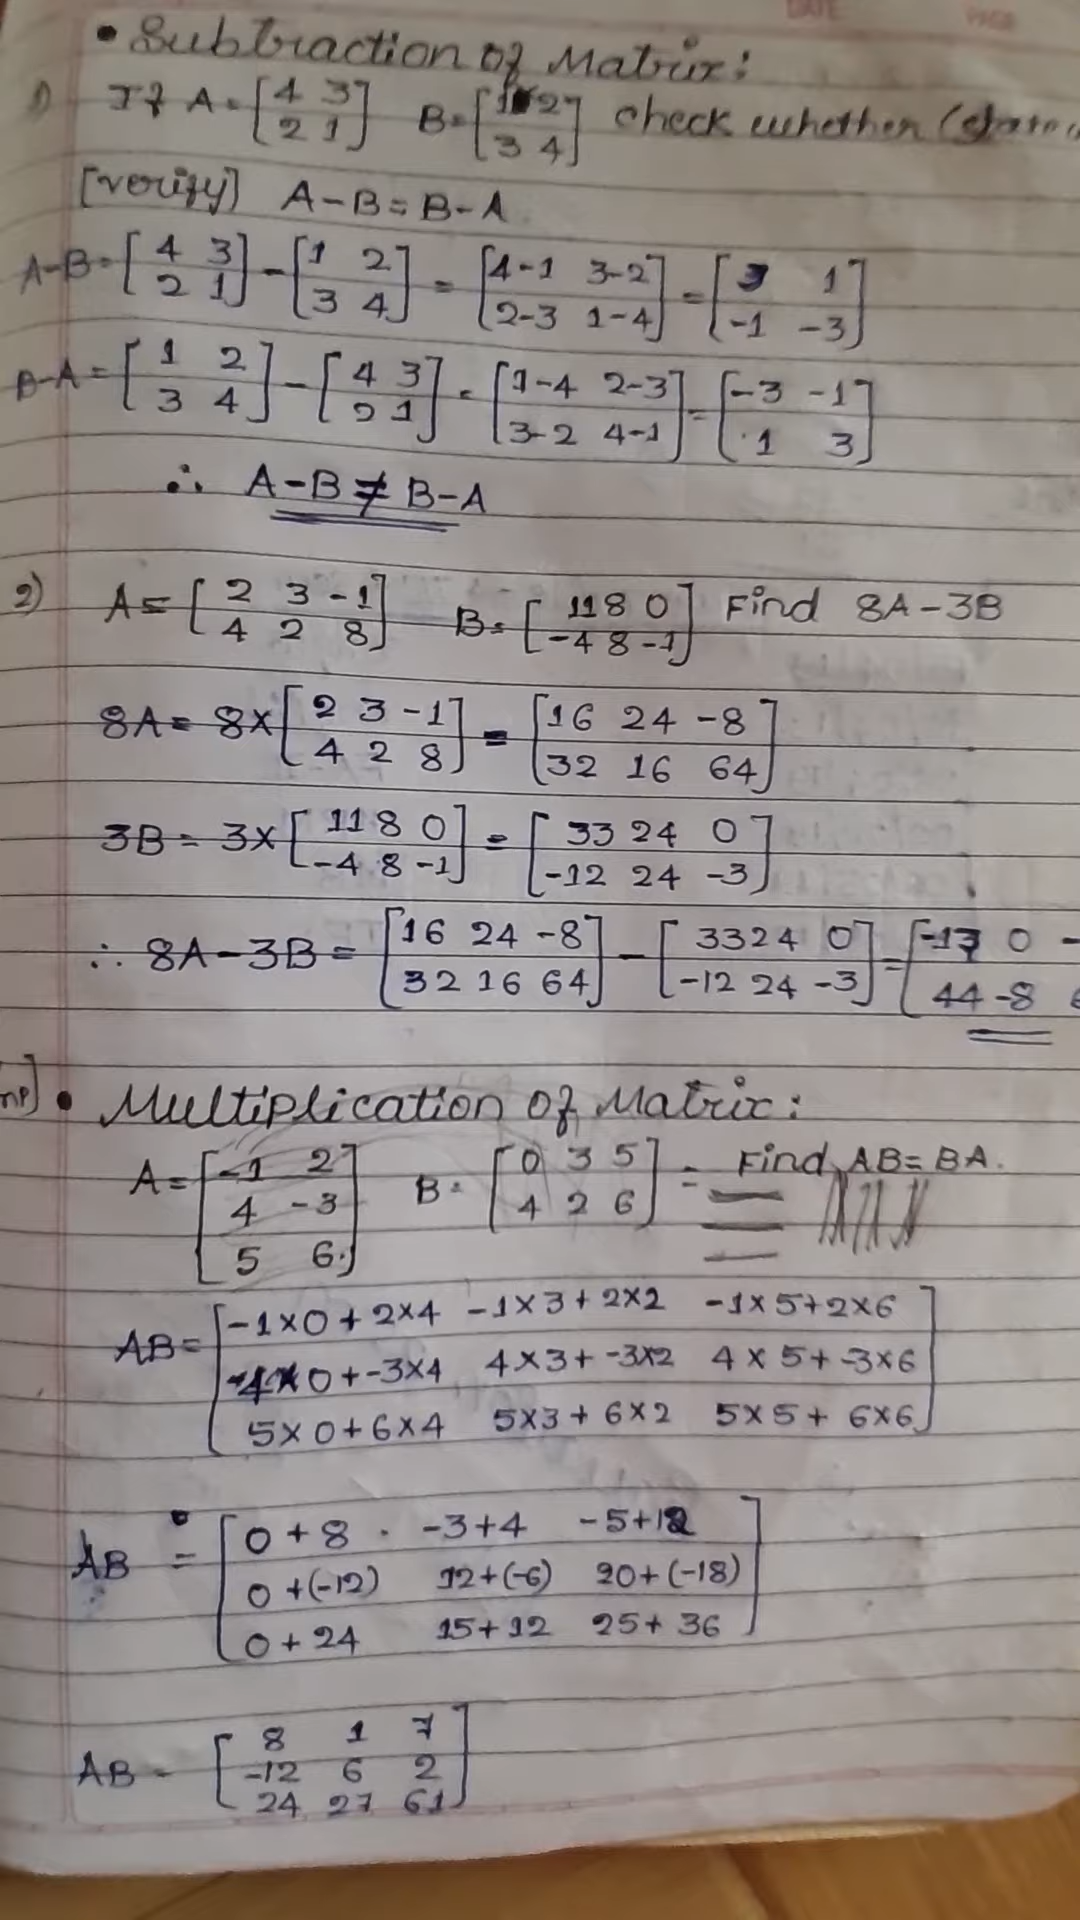 DATE PAGE
• Subtraction of Matrix:
1) If A = [4 3 B = [1 2 check whether (state
2 1] 3 4]
[verify] A-B = B-A.
A-B = [4 3 - [1 2 = [4-1 3-2 = [3 1
2 1] 3 4] 2-3 1-4] -1 -3]
B-A = [1 2 - [4 3 = [1-4 2-3 = [-3 -1
3 4] 2 1] 3-2 4-1] 1 3]
∴ A-B ≠ B-A
2) A = [2 3 -1 B = [11 8 0 Find 8A-3B
4 2 8] -4 8 -1]
8A = 8× [2 3 -1 = [16 24 -8
4 2 8] 32 16 64]
3B = 3× [11 8 0 = [33 24 0
-4 8 -1] -12 24 -3]
∴ 8A-3B = [16 24 -8 - [33 24 0 = [-17 0 -
32 16 64] -12 24 -3] 44 -8
mp] • Multiplication of Matrix:
A = [-1 2 B = [0 3 5 = Find AB = BA.
4 -3 4 2 6]
5 6.]
AB = [-1×0+2×4 -1×3+2×2 -1×5+2×6
4×0+-3×4 4×3+-3×2 4×5+-3×6
5×0+6×4 5×3+6×2 5×5+6×6]
AB = [0+8 -3+4 -5+12
0+(-12) 12+(-6) 20+(-18)
0+24 15+12 25+36]
AB = [8 1 7
-12 6 2
24 27 61]